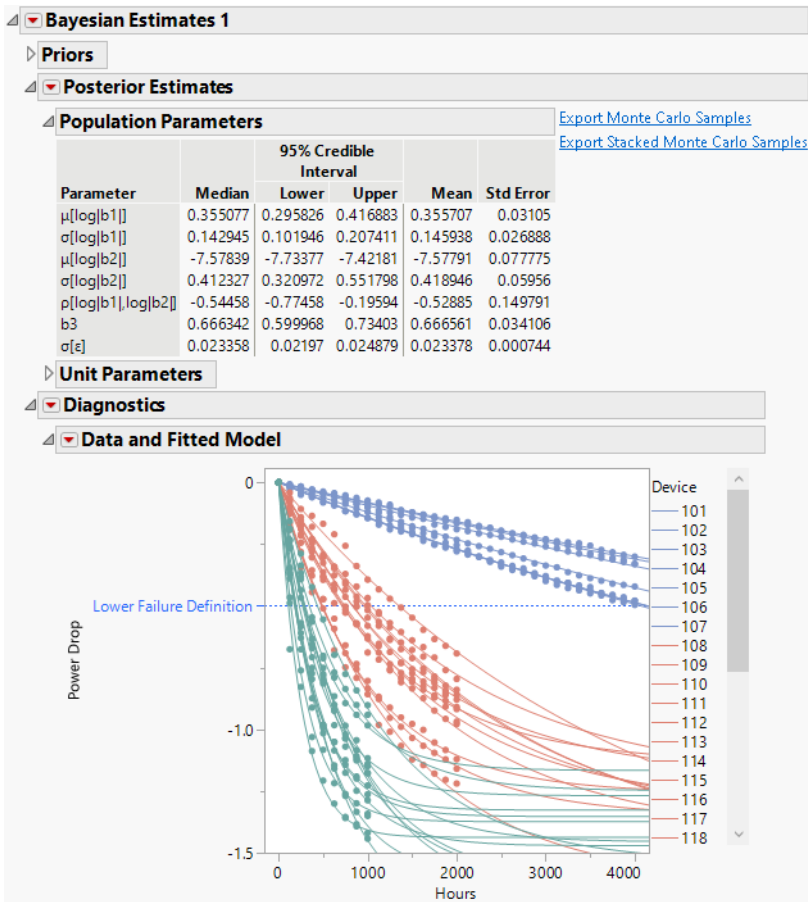 Bayesian Estimates 1
Priors
Posterior Estimates
Population Parameters
Export Monte Carlo Samples
Export Stacked Monte Carlo Samples
95% Credible
Interval
Parameter Median Lower Upper Mean Std Error
μ[log|b1|] 0.355077 0.295826 0.416883 0.355707 0.03105
σ[log|b1|] 0.142945 0.101946 0.207411 0.145938 0.026888
μ[log|b2|] -7.57839 -7.73377 -7.42181 -7.57791 0.077775
σ[log|b2|] 0.412327 0.320972 0.551798 0.418946 0.05956
ρ[log|b1|,log|b2|] -0.54458 -0.77458 -0.19594 -0.52885 0.149791
b3 0.666342 0.599968 0.73403 0.666561 0.034106
σ[ε] 0.023358 0.02197 0.024879 0.023378 0.000744
Unit Parameters
Diagnostics
Data and Fitted Model
0
Lower Failure Definition
-1.0
-1.5
Power Drop
0 1000 2000 3000 4000
Hours
Device
101
102
103
104
105
106
107
108
109
110
111
112
113
114
115
116
117
118